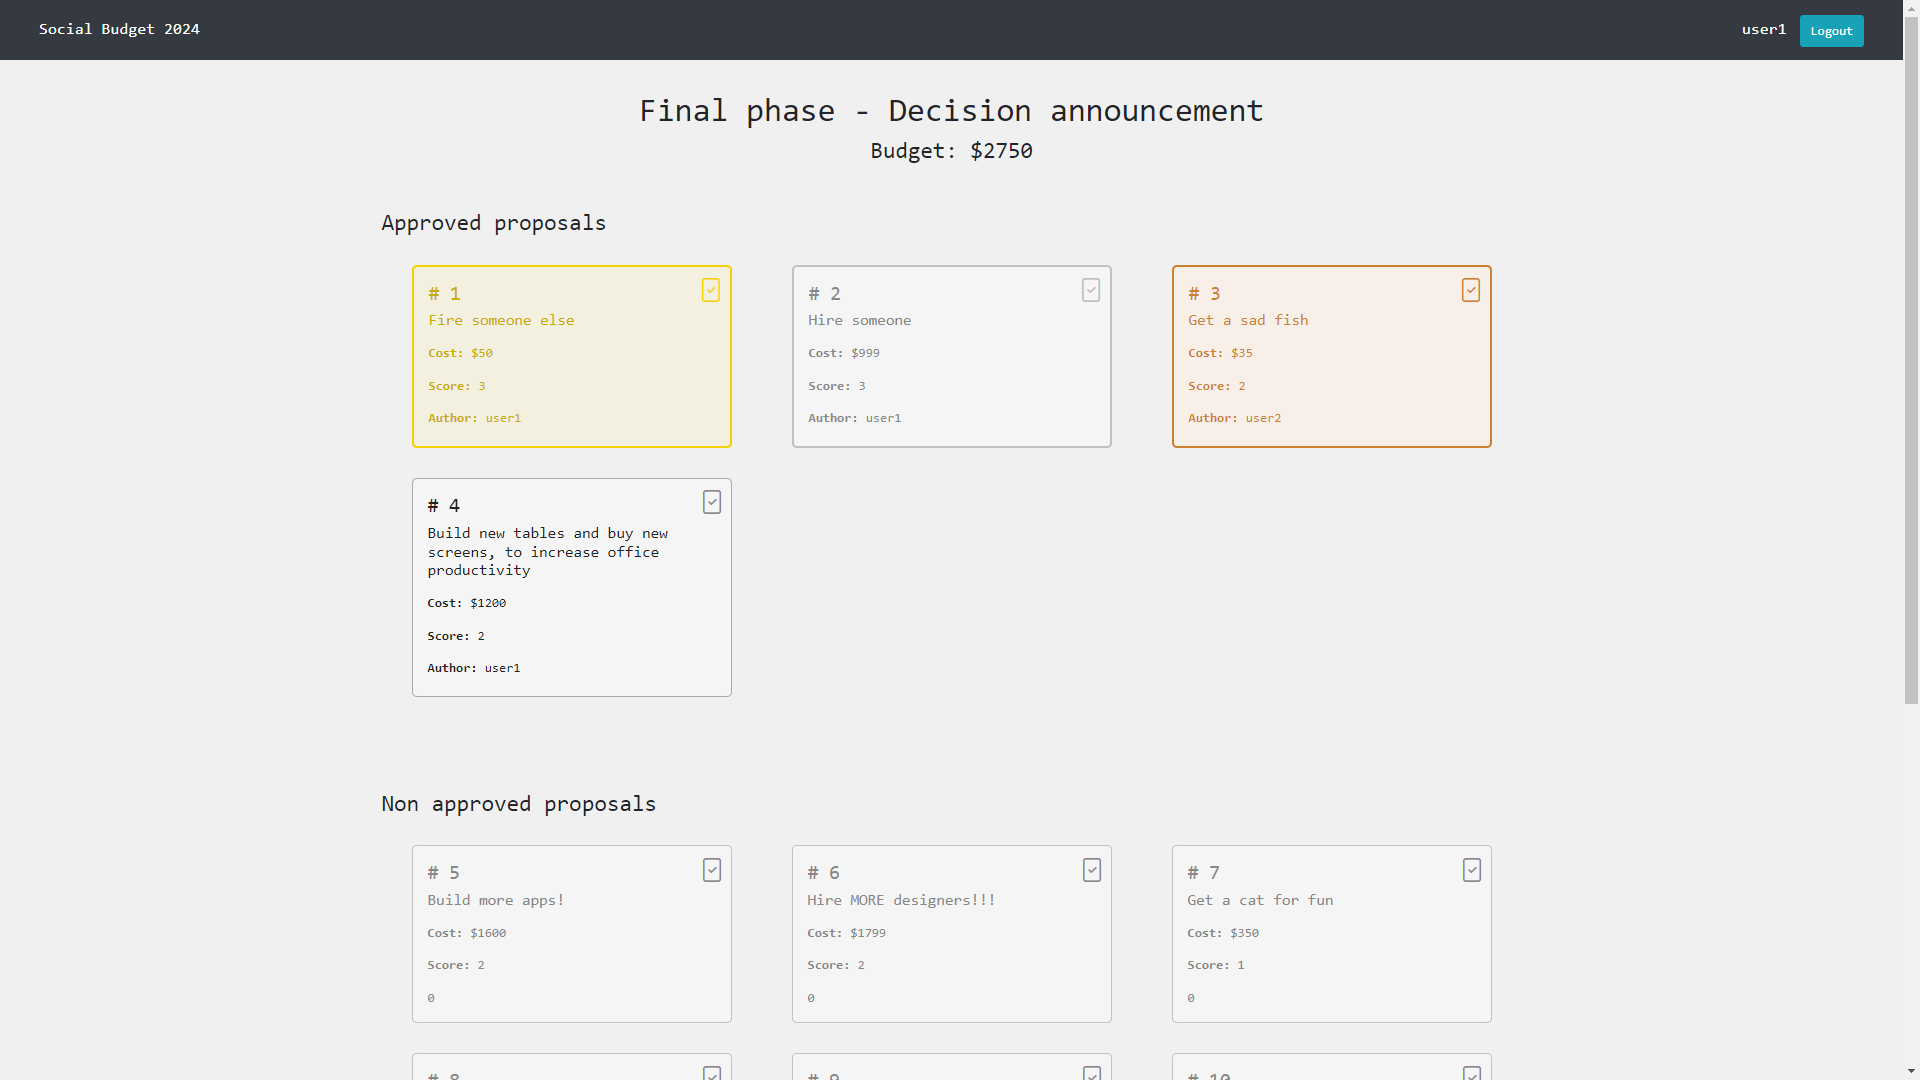 Social Budget 2024
user1 Logout
Final phase - Decision announcement
Budget: $2750
Approved proposals
# 1
Fire someone else
Cost: $50
Score: 3
Author: user1
# 2
Hire someone
Cost: $999
Score: 3
Author: user1
# 3
Get a sad fish
Cost: $35
Score: 2
Author: user2
# 4
Build new tables and buy new
screens, to increase office
productivity
Cost: $1200
Score: 2
Author: user1
Non approved proposals
# 5
Build more apps!
Cost: $1600
Score: 2
0
# 6
Hire MORE designers!!!
Cost: $1799
Score: 2
0
# 7
Get a cat for fun
Cost: $350
Score: 1
0
# 8
# 9
# 10